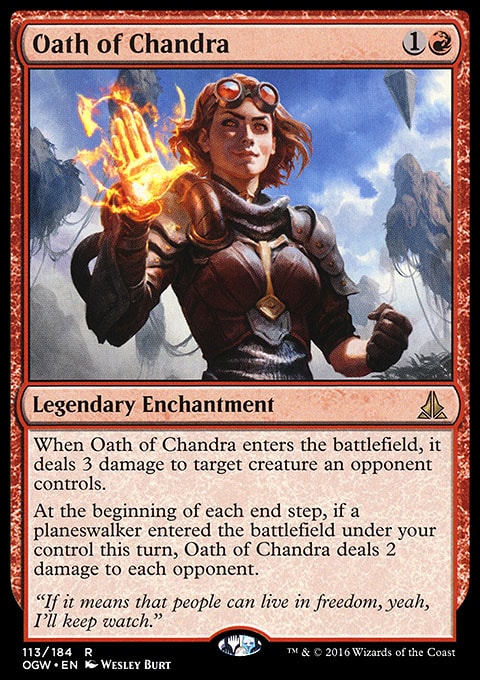 Oath of Chandra 1
Legendary Enchantment
When Oath of Chandra enters the battlefield, it
deals 3 damage to target creature an opponent
controls.
At the beginning of each end step, if a
planeswalker entered the battlefield under your
control this turn, Oath of Chandra deals 2
damage to each opponent.
“If it means that people can live in freedom, yeah,
I’ll keep watch.”
113/184 R
OGW • EN Wesley Burt
™ & © 2016 Wizards of the Coast